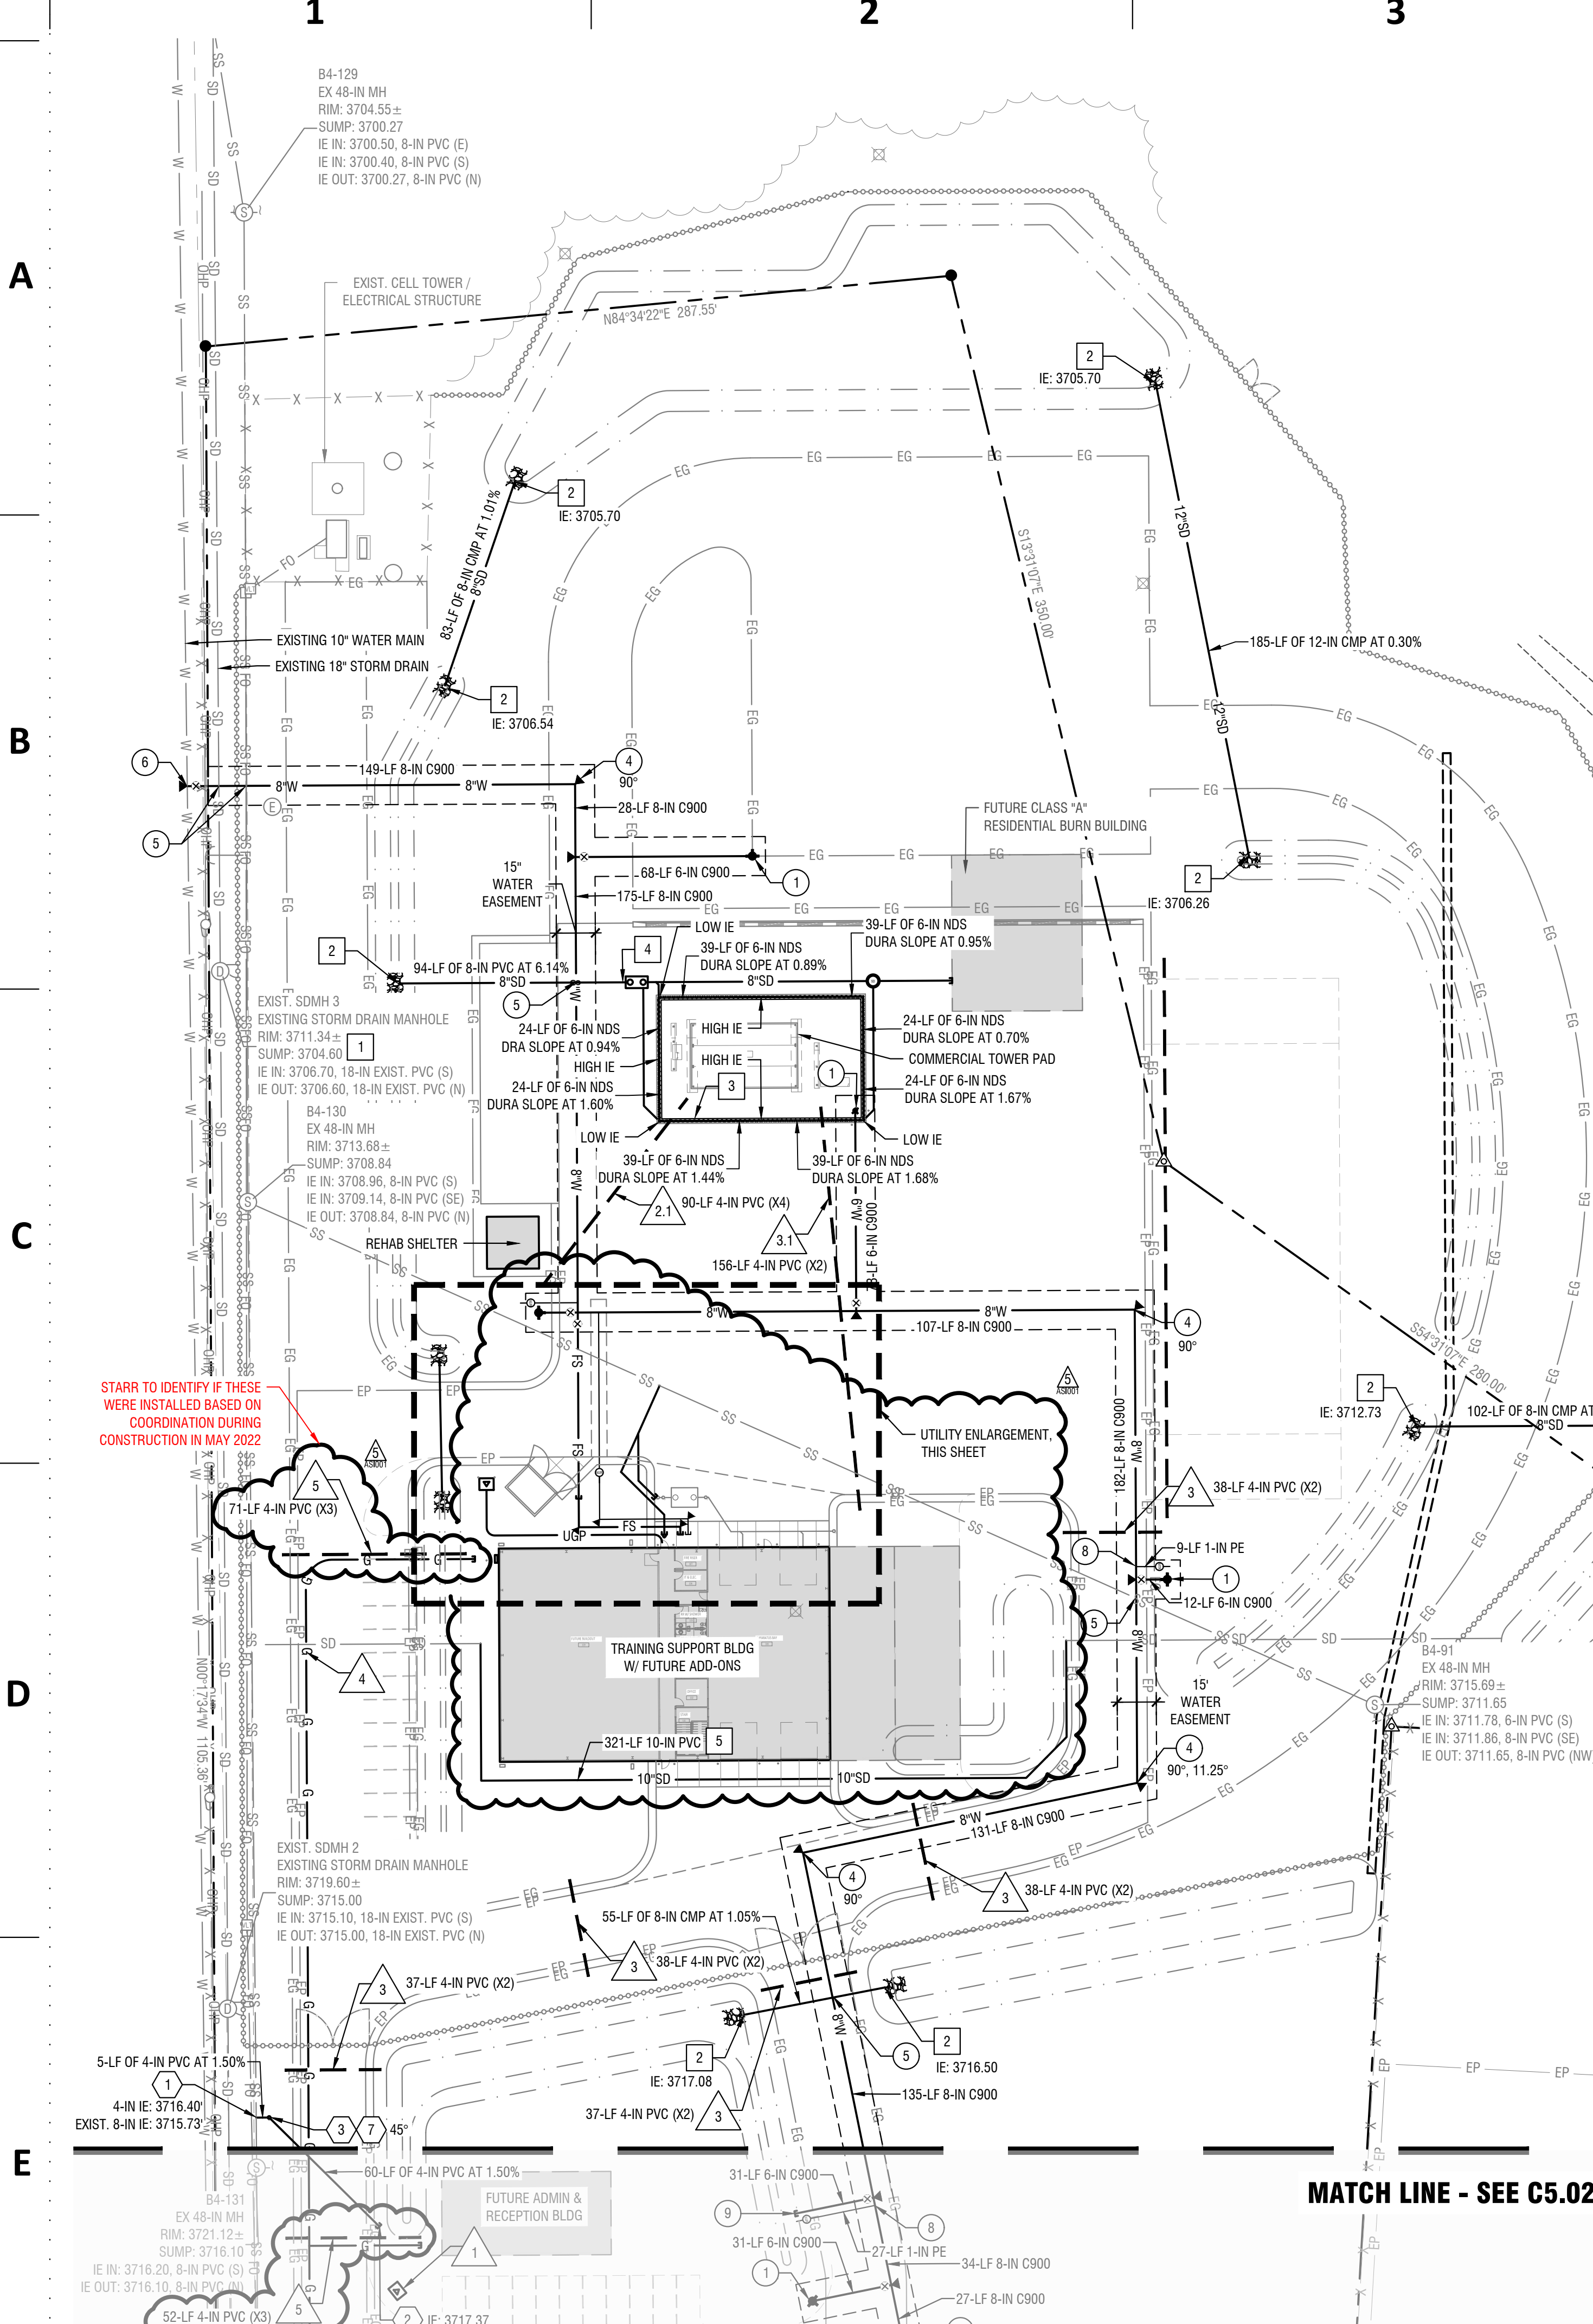 1
2
3
A
B
C
D
E
B4-129
EX 48-IN MH
RIM: 3704.55±
SUMP: 3700.27
IE IN: 3700.50, 8-IN PVC (E)
IE IN: 3700.40, 8-IN PVC (S)
IE OUT: 3700.27, 8-IN PVC (N)
EXIST. CELL TOWER /
ELECTRICAL STRUCTURE
N84°34'22"E 287.55'
2
IE: 3705.70
2
IE: 3705.70
83-LF OF 8-IN CMP AT 1.01%
8"SD
FO
S13°31'07"E 350.00'
12"SD
185-LF OF 12-IN CMP AT 0.30%
12"SD
EXISTING 10" WATER MAIN
EXISTING 18" STORM DRAIN
2
IE: 3706.54
6
149-LF 8-IN C900
8"W
8"W
4
90°
28-LF 8-IN C900
5
E
FUTURE CLASS "A"
RESIDENTIAL BURN BUILDING
15"
WATER
EASEMENT
68-LF 6-IN C900
1
175-LF 8-IN C900
2
IE: 3706.26
LOW IE
39-LF OF 6-IN NDS
DURA SLOPE AT 0.95%
2
4
39-LF OF 6-IN NDS
DURA SLOPE AT 0.89%
94-LF OF 8-IN PVC AT 6.14%
8"SD
8"SD
8"W
5
D
EXIST. SDMH 3
EXISTING STORM DRAIN MANHOLE
RIM: 3711.34±
SUMP: 3704.60
IE IN: 3706.70, 18-IN EXIST. PVC (S)
IE OUT: 3706.60, 18-IN EXIST. PVC (N)
1
24-LF OF 6-IN NDS
DRA SLOPE AT 0.94%
HIGH IE
24-LF OF 6-IN NDS
DURA SLOPE AT 0.70%
COMMERCIAL TOWER PAD
HIGH IE
HIGH IE
1
3
24-LF OF 6-IN NDS
DURA SLOPE AT 1.60%
24-LF OF 6-IN NDS
DURA SLOPE AT 1.67%
B4-130
EX 48-IN MH
RIM: 3713.68±
SUMP: 3708.84
IE IN: 3708.96, 8-IN PVC (S)
IE IN: 3709.14, 8-IN PVC (SE)
IE OUT: 3708.84, 8-IN PVC (N)
S
LOW IE
LOW IE
39-LF OF 6-IN NDS
DURA SLOPE AT 1.44%
39-LF OF 6-IN NDS
DURA SLOPE AT 1.68%
8"W
2.1
90-LF 4-IN PVC (X4)
3.1
156-LF 4-IN PVC (X2)
6"W
REHAB SHELTER
8"W
8"W
107-LF 8-IN C900
4
90°
S54°31'07"E 280.00'
FS
FS
STARR TO IDENTIFY IF THESE
WERE INSTALLED BASED ON
COORDINATION DURING
CONSTRUCTION IN MAY 2022
5
ASI001
5
ASI001
2
IE: 3712.73
102-LF OF 8-IN CMP AT
8"SD
UTILITY ENLARGEMENT,
THIS SHEET
182-LF 8-IN C900
8"W
5
71-LF 4-IN PVC (X3)
3
38-LF 4-IN PVC (X2)
UGP
FS
G
G
8
9-LF 1-IN PE
1
12-LF 6-IN C900
5
8"W
TRAINING SUPPORT BLDG
W/ FUTURE ADD-ONS
4
N00°17'34"W 1105.36'
B4-91
EX 48-IN MH
RIM: 3715.69±
SUMP: 3711.65
IE IN: 3711.78, 6-IN PVC (S)
IE IN: 3711.86, 8-IN PVC (SE)
IE OUT: 3711.65, 8-IN PVC (NW
S
15'
WATER
EASEMENT
321-LF 10-IN PVC
5
10"SD
10"SD
4
90°, 11.25°
8"W
131-LF 8-IN C900
EXIST. SDMH 2
EXISTING STORM DRAIN MANHOLE
RIM: 3719.60±
SUMP: 3715.00
IE IN: 3715.10, 18-IN EXIST. PVC (S)
IE OUT: 3715.00, 18-IN EXIST. PVC (N)
D
4
90°
3
38-LF 4-IN PVC (X2)
55-LF OF 8-IN CMP AT 1.05%
3
38-LF 4-IN PVC (X2)
3
37-LF 4-IN PVC (X2)
8"W
2
IE: 3717.08
5
2
IE: 3716.50
135-LF 8-IN C900
37-LF 4-IN PVC (X2)
3
5-LF OF 4-IN PVC AT 1.50%
1
4-IN IE: 3716.40'
EXIST. 8-IN IE: 3715.73'
3
7
45°
MATCH LINE - SEE C5.02
60-LF OF 4-IN PVC AT 1.50%
FUTURE ADMIN &
RECEPTION BLDG
B4-131
EX 48-IN MH
RIM: 3721.12±
SUMP: 3716.10
IE IN: 3716.20, 8-IN PVC (S)
IE OUT: 3716.10, 8-IN PVC (N)
S
1
52-LF 4-IN PVC (X3)
5
2
IE: 3717.37
31-LF 6-IN C900
9
8
31-LF 6-IN C900
27-LF 1-IN PE
34-LF 8-IN C900
1
27-LF 8-IN C900